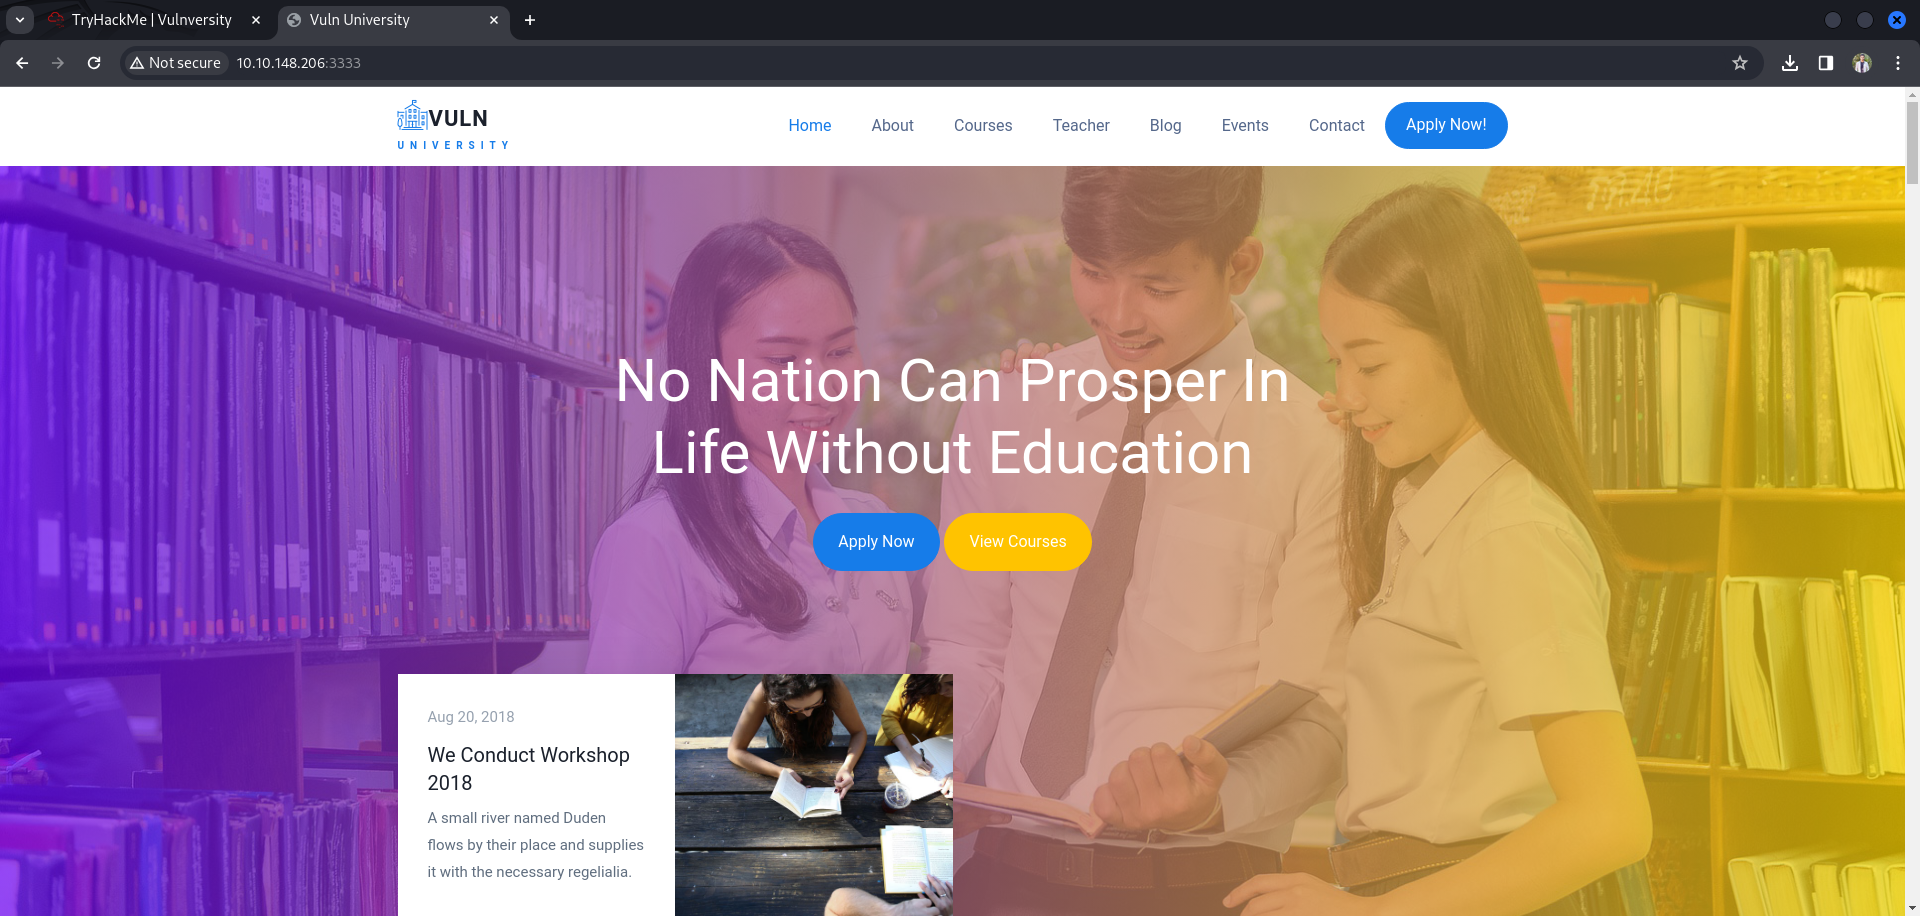 TryHackMe | Vulnversity
Vuln University
Not secure
10.10.148.206:3333
VULN
UNIVERSITY
Home
About
Courses
Teacher
Blog
Events
Contact
Apply Now!
No Nation Can Prosper In
Life Without Education
Apply Now
View Courses
Aug 20, 2018
We Conduct Workshop
2018
A small river named Duden
flows by their place and supplies
it with the necessary regelialia.